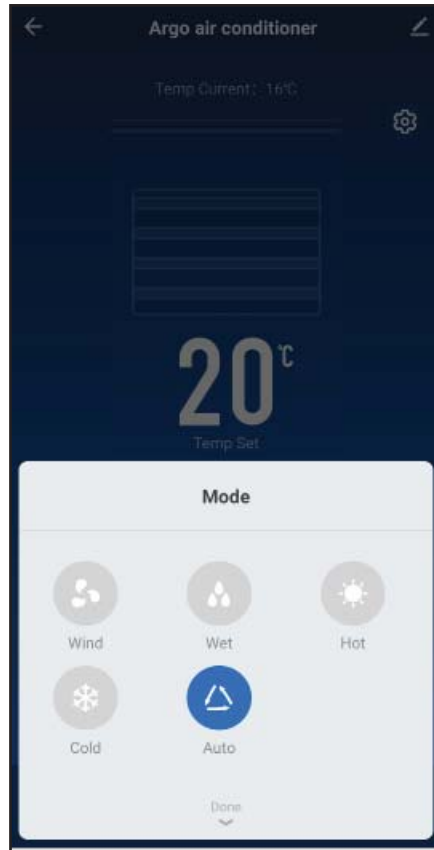 Argo air conditioner
Temp Current: 16℃
20℃
Temp Set
Mode
Wind Wet Hot
Cold Auto
Done